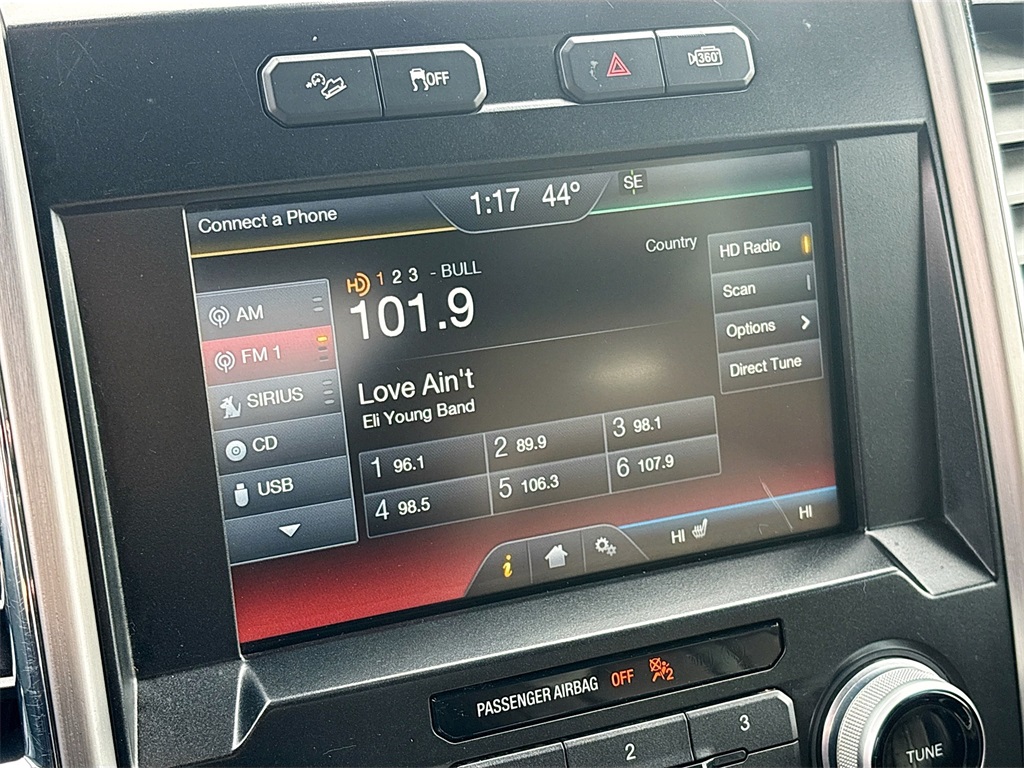 OFF
360
Connect a Phone
1:17 44°
SE
HD 1 2 3 - BULL
101.9
Country
AM
FM 1
SIRIUS
CD
USB
Love Ain't
Eli Young Band
1 96.1 2 89.9 3 98.1
4 98.5 5 106.3 6 107.9
HD Radio
Scan
Options
Direct Tune
i
HI HI
PASSENGER AIRBAG OFF 2
2 3
TUNE